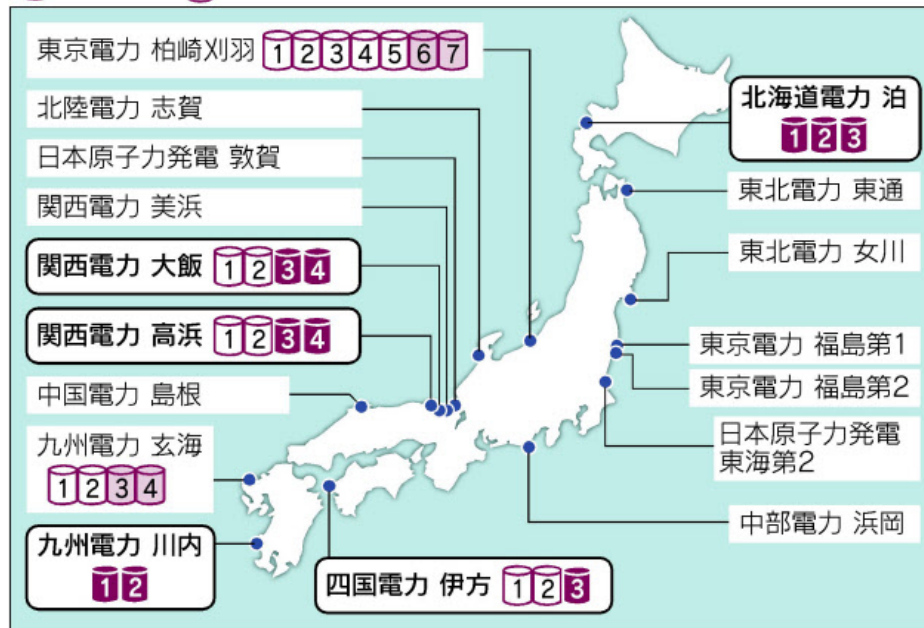 東京電力 柏崎刈羽 1 2 3 4 5 6 7
北陸電力 志賀
日本原子力発電 敦賀
関西電力 美浜
関西電力 大飯 1 2 3 4
関西電力 高浜 1 2 3 4
中国電力 島根
九州電力 玄海
1 2 3 4
九州電力 川内
1 2
四国電力 伊方 1 2 3
北海道電力 泊
1 2 3
東北電力 東通
東北電力 女川
東京電力 福島第1
東京電力 福島第2
日本原子力発電
東海第2
中部電力 浜岡